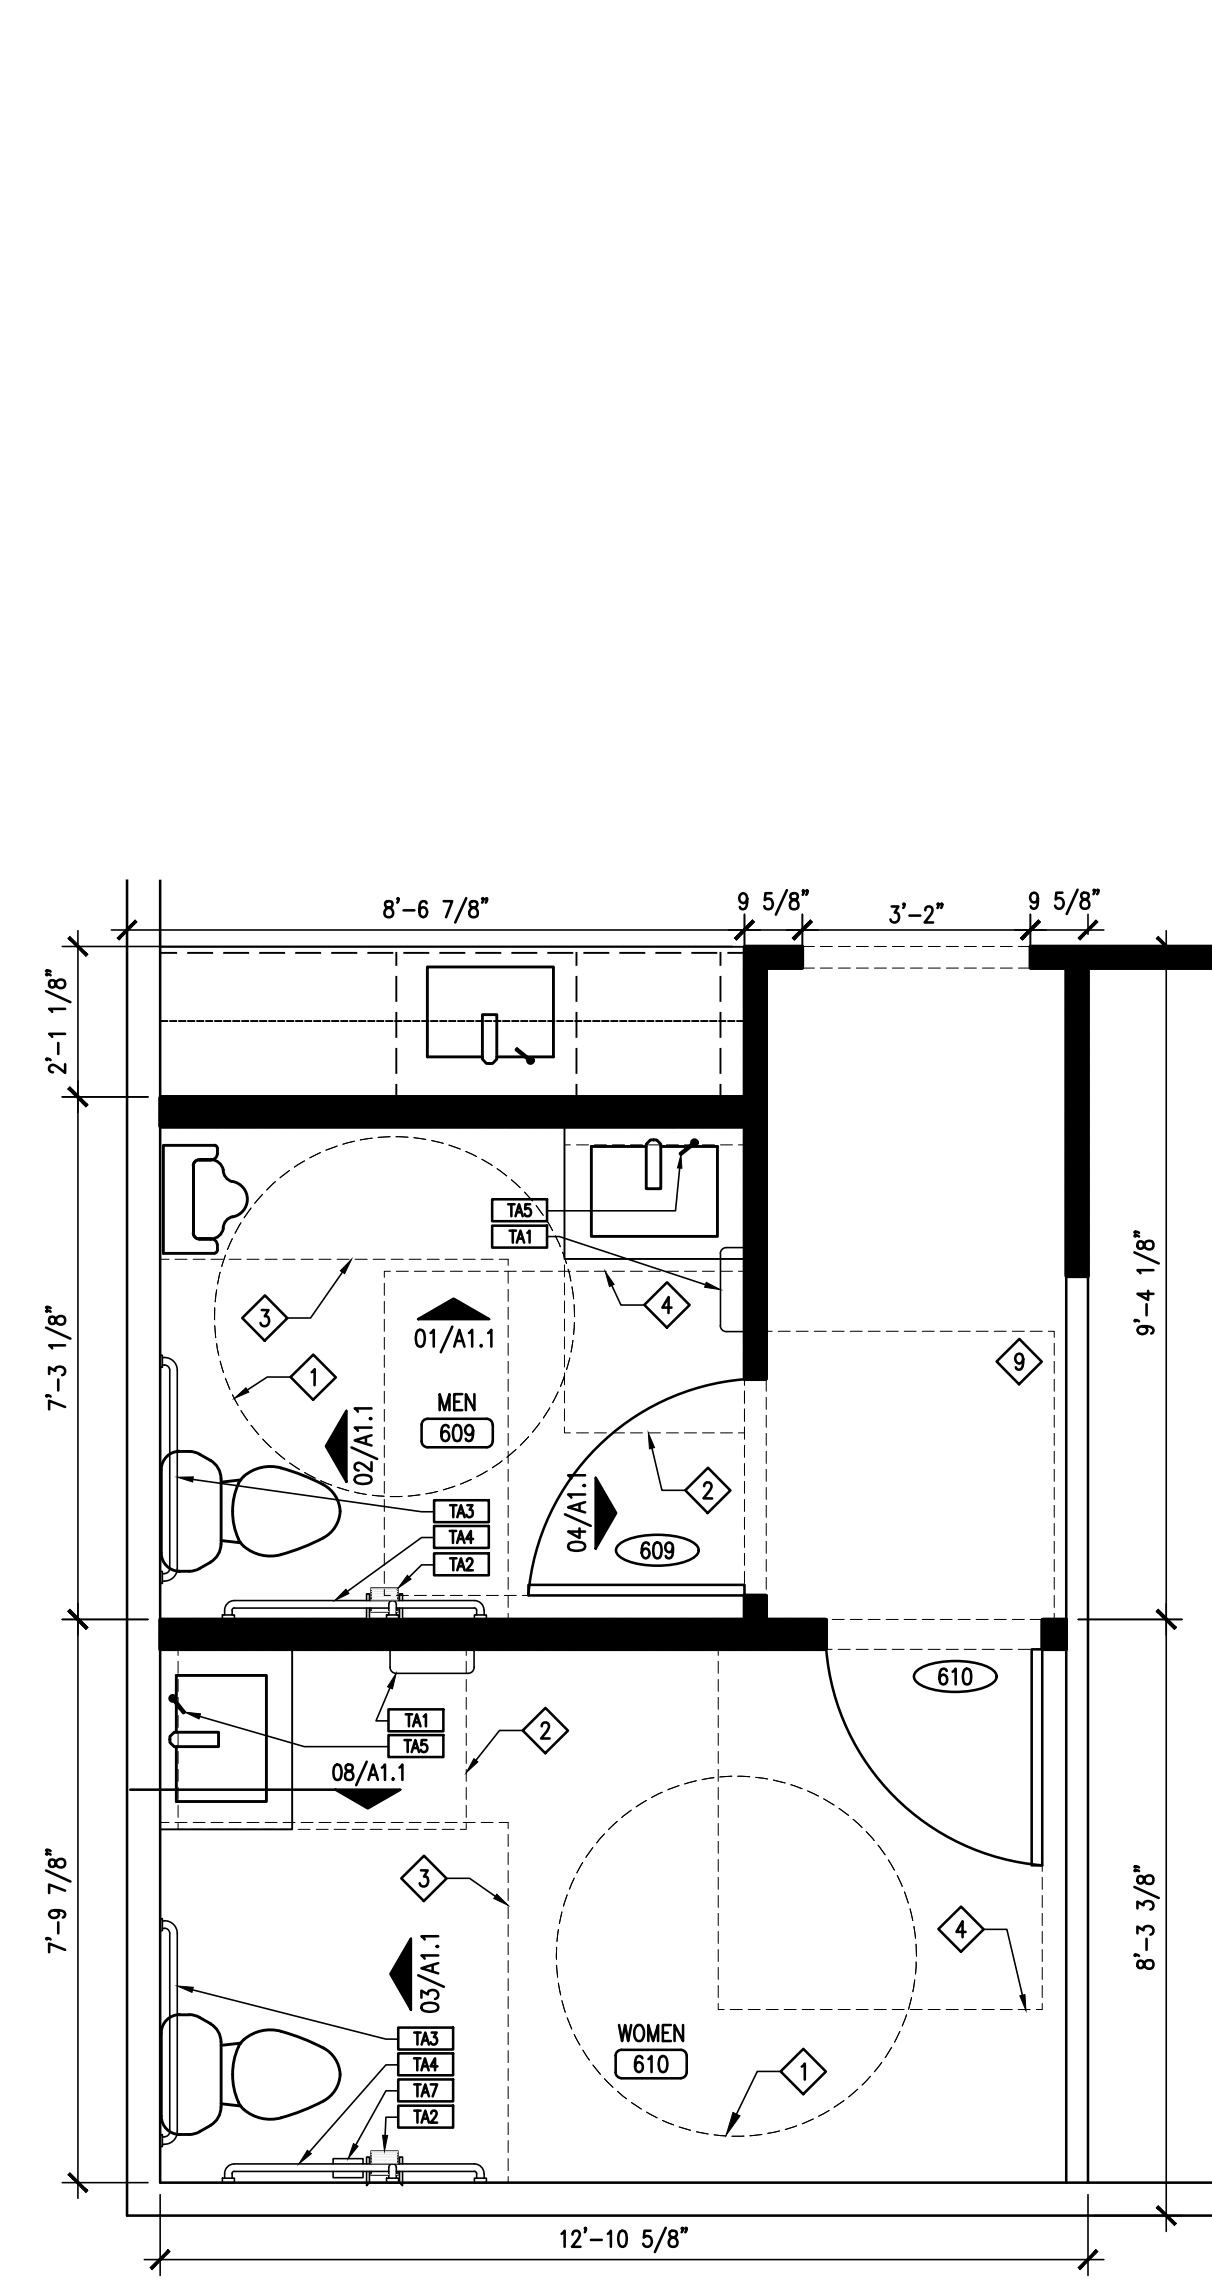 8'-6 7/8"
9 5/8"
3'-2"
9 5/8"
2'-1 1/8"
TA5
TA1
3
4
01/A1.1
9'-4 1/8"
7'-3 1/8"
9
1
MEN
609
02/A1.1
2
04/A1.1
TA3
TA4
TA2
609
610
TA1
TA5
2
08/A1.1
3
7'-9 7/8"
8'-3 3/8"
4
03/A1.1
WOMEN
610
1
TA3
TA4
TA7
TA2
12'-10 5/8"